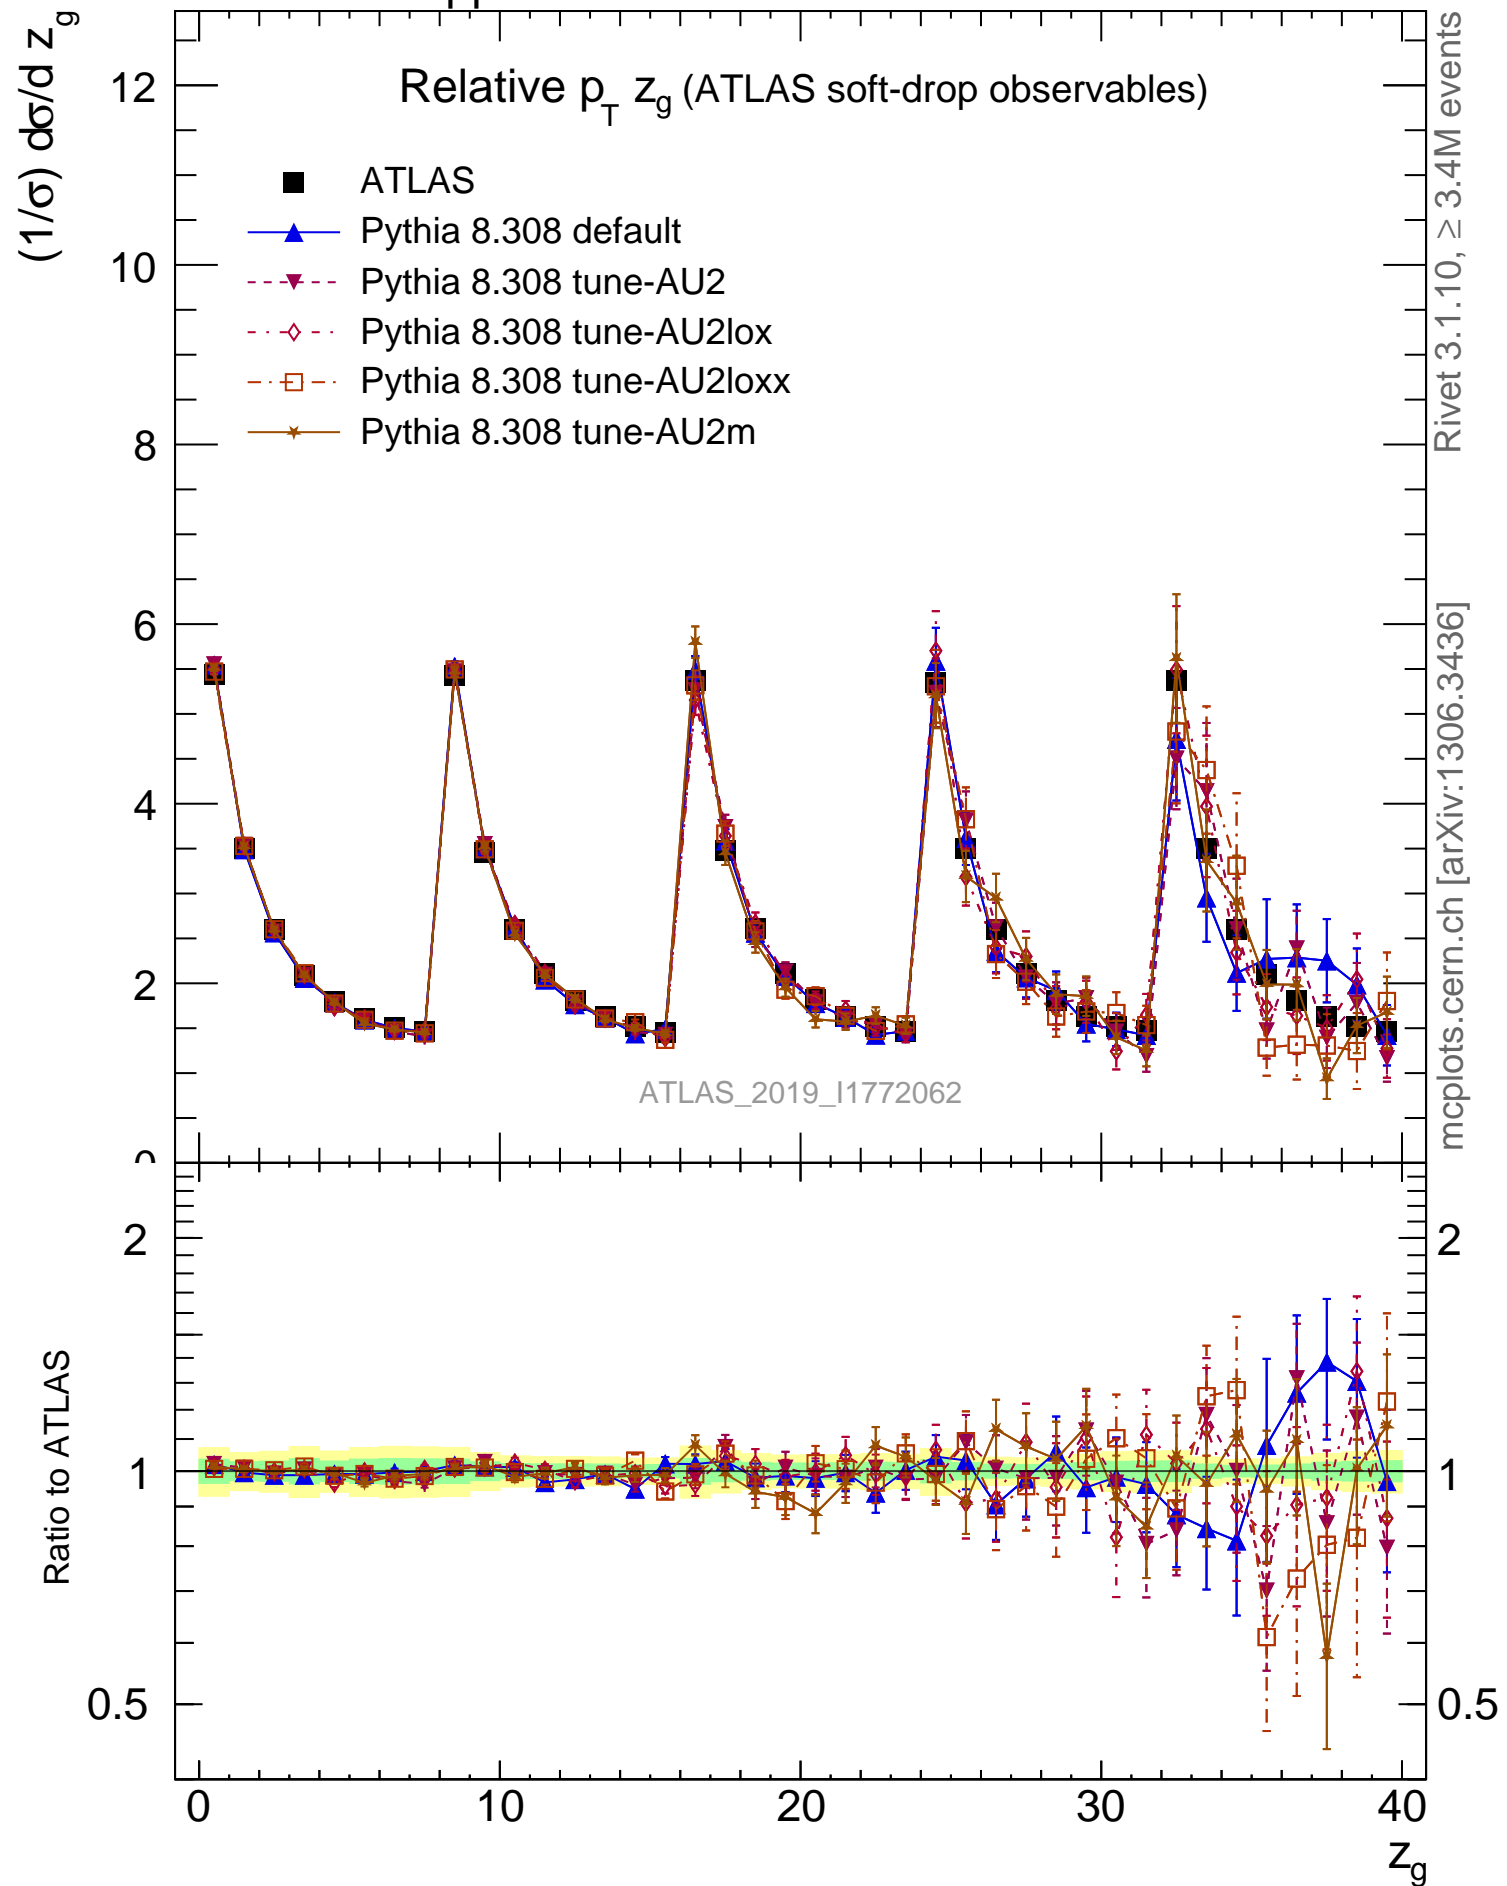 pp
(1/σ) dσ/d z_g
Relative p_T z_g (ATLAS soft-drop observables)
ATLAS
Pythia 8.308 default
Pythia 8.308 tune-AU2
Pythia 8.308 tune-AU2lox
Pythia 8.308 tune-AU2loxx
Pythia 8.308 tune-AU2m
12
10
8
6
4
2
0
ATLAS_2019_I1772062
Rivet 3.1.10, ≥ 3.4M events
mcplots.cern.ch [arXiv:1306.3436]
Ratio to ATLAS
2
1
0.5
2
1
0.5
0
10
20
30
40
z_g